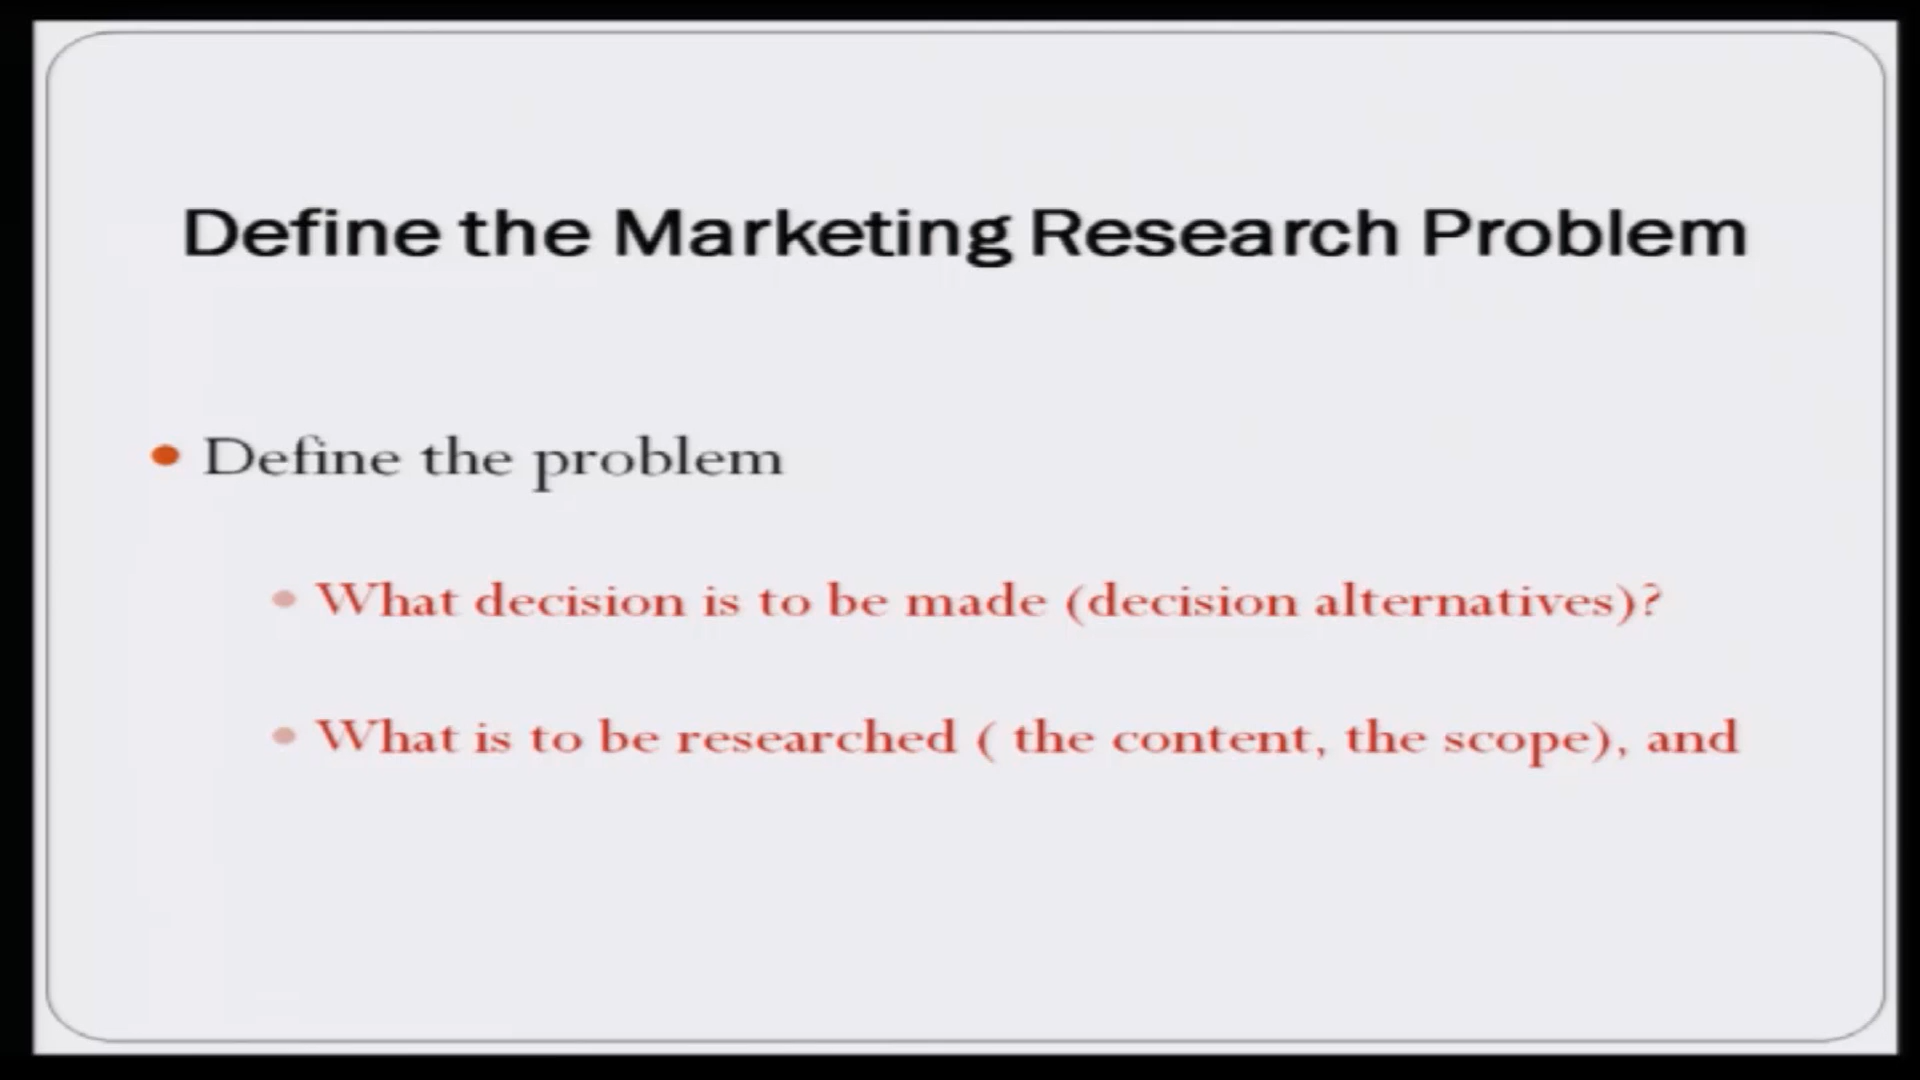 Define the Marketing Research Problem
Define the problem
What decision is to be made (decision alternatives)?
What is to be researched ( the content, the scope), and